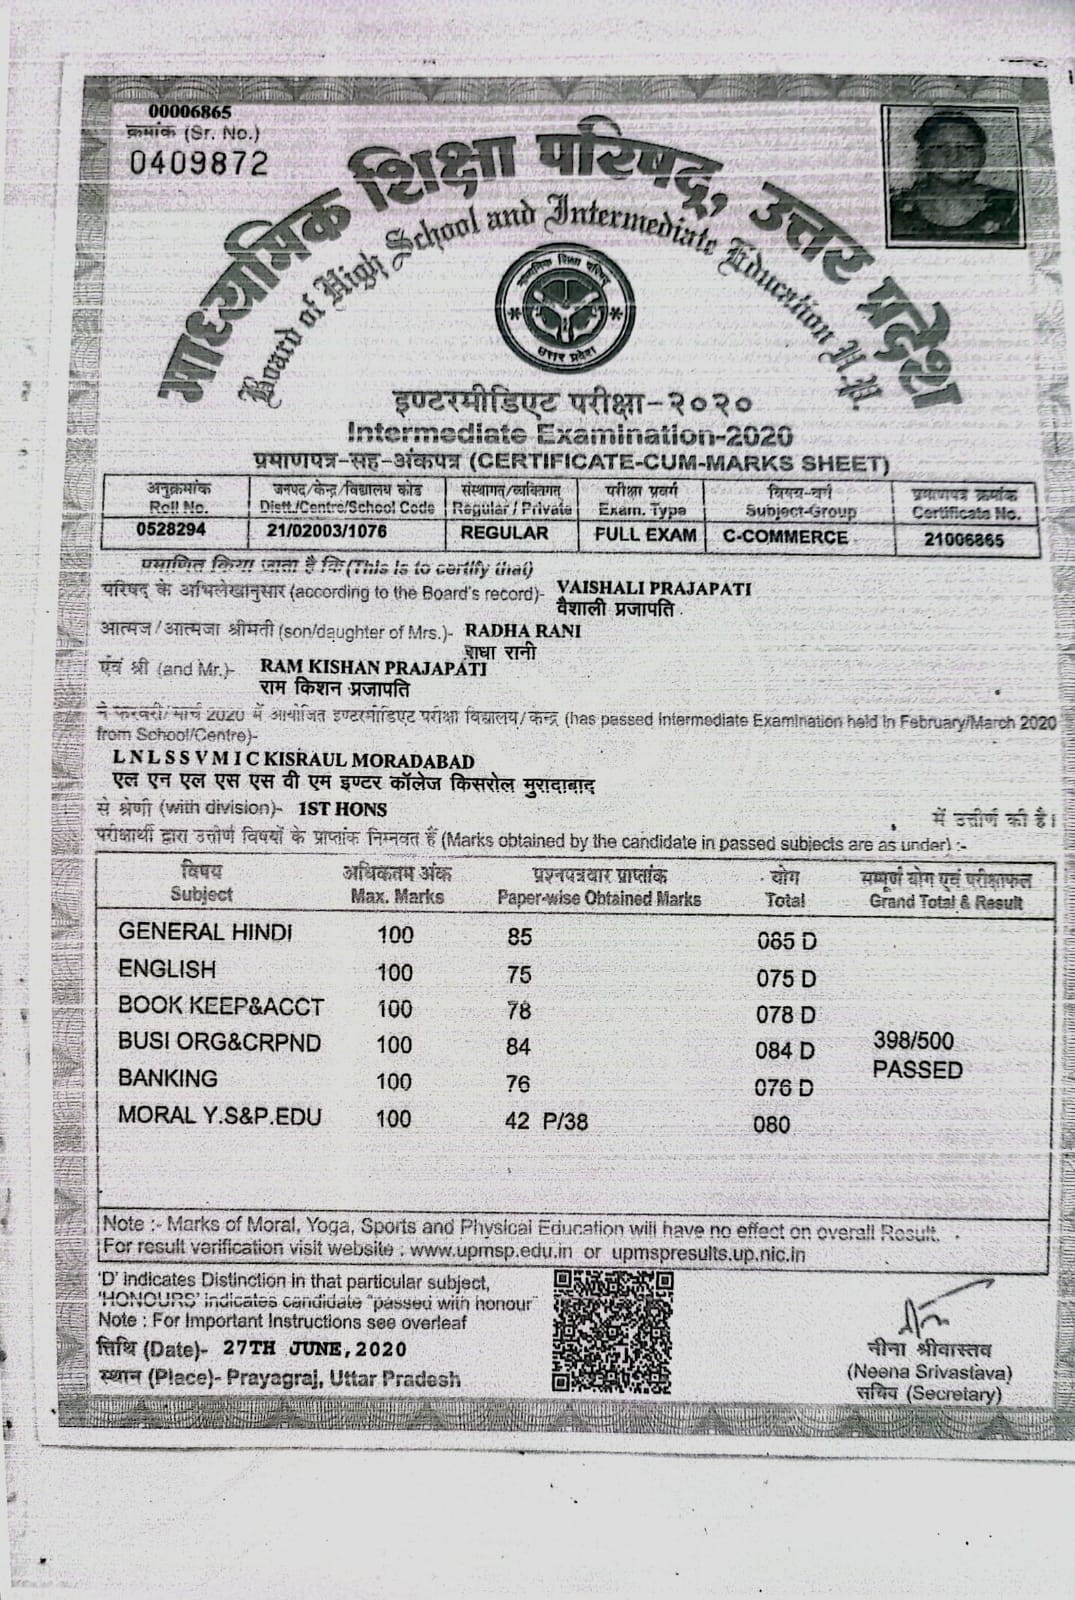 00006865
क्रमांक (Sr. No.)
0409872
माध्यमिक शिक्षा परिषद्, उत्तर प्रदेश
Board of High School and Intermediate Education U.P.
माध्यमिक शिक्षा परिषद्
उत्तर प्रदेश
इण्टरमीडिएट परीक्षा-२०२०
Intermediate Examination-2020
प्रमाणपत्र-सह-अंकपत्र (CERTIFICATE-CUM-MARKS SHEET)
अनुक्रमांक जनपद/केन्द्र/विद्यालय कोड संस्थागत/व्यक्तिगत परीक्षा प्रवर्ग विषय-वर्ग प्रमाणपत्र क्रमांक
Roll No. Distt./Centre/School Code Regular/Private Exam. Type Subject-Group Certificate No.
0528294 21/02003/1076 REGULAR FULL EXAM C-COMMERCE 21006865
प्रमाणित किया जाता है कि (This is to certify that)
परिषद के अभिलेखानुसार (according to the Board's record)- VAISHALI PRAJAPATI
वैशाली प्रजापति
आत्मज/आत्मजा श्रीमती (son/daughter of Mrs.)- RADHA RANI
राधा रानी
एवं श्री (and Mr.)- RAM KISHAN PRAJAPATI
राम किशन प्रजापति
ने फरवरी/मार्च 2020 में आयोजित इण्टरमीडिएट परीक्षा विद्यालय/केन्द्र (has passed Intermediate Examination held in February/March 2020
from School/Centre)-
L N L S S V M I C KISRAUL MORADABAD
एल एन एल एस एस वी एम इण्टर कॉलेज किसरोल मुरादाबाद
से श्रेणी (with division)- 1ST HONS में उत्तीर्ण की है।
परीक्षार्थी द्वारा उत्तीर्ण विषयों के प्राप्तांक निम्नवत हैं (Marks obtained by the candidate in passed subjects are as under) :-
विषय अधिकतम अंक प्रश्नपत्रवार प्राप्तांक योग सम्पूर्ण योग एवं परीक्षाफल
Subject Max. Marks Paper-wise Obtained Marks Total Grand Total & Result
GENERAL HINDI 100 85 085 D
ENGLISH 100 75 075 D
BOOK KEEP&ACCT 100 78 078 D
BUSI ORG&CRPND 100 84 084 D 398/500
BANKING 100 76 076 D PASSED
MORAL Y.S&P.EDU 100 42 P/38 080
Note :- Marks of Moral, Yoga, Sports and Physical Education will have no effect on overall Result.
For result verification visit website : www.upmsp.edu.in or upmspresults.up.nic.in
'D' indicates Distinction in that particular subject,
'HONOURS' indicates candidate "passed with honour"
Note : For Important Instructions see overleaf
तिथि (Date)- 27TH JUNE, 2020
स्थान (Place)- Prayagraj, Uttar Pradesh
नीना श्रीवास्तव
(Neena Srivastava)
सचिव (Secretary)